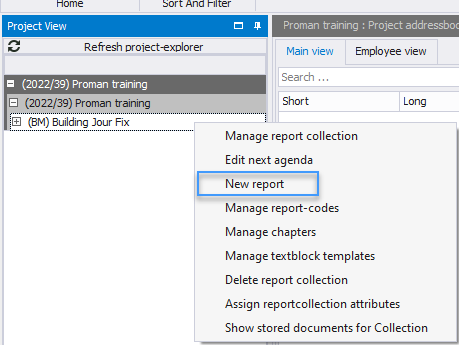 Home Sort And Filter
Project View
Proman training : Project addressboo
Refresh project-explorer
Main view Employee view
(2022/39) Proman training
Search ...
(2022/39) Proman training
Short Long
(BM) Building Jour Fix
Manage report collection
Edit next agenda
New report
Manage report-codes
Manage chapters
Manage textblock templates
Delete report collection
Assign reportcollection attributes
Show stored documents for Collection